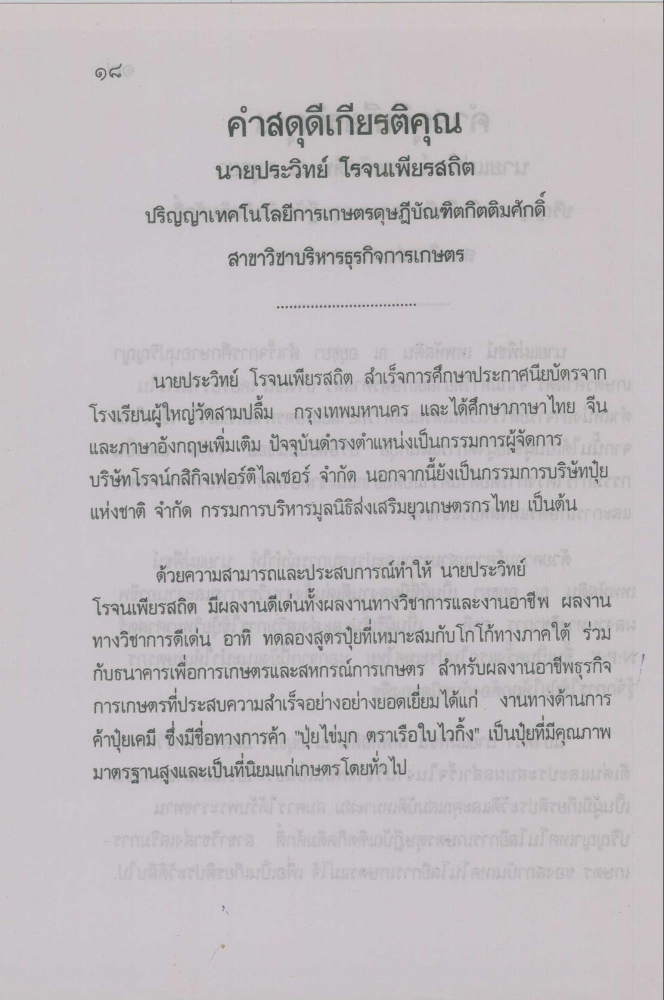 ๑๘
คำสดุดีเกียรติคุณ
นายประวิทย์ โรจนเพียรสถิต
ปริญญาเทคโนโลยีการเกษตรดุษฎีบัณฑิตกิตติมศักดิ์
สาขาวิชาบริหารธุรกิจการเกษตร
.................................
นายประวิทย์ โรจนเพียรสถิต สำเร็จการศึกษาประกาศนียบัตรจาก
โรงเรียนผู้ใหญ่วัดสามปลื้ม กรุงเทพมหานคร และได้ศึกษาภาษาไทย จีน
และภาษาอังกฤษเพิ่มเติม ปัจจุบันดำรงตำแหน่งเป็นกรรมการผู้จัดการ
บริษัทโรจน์กสิกิจเฟอร์ติไลเซอร์ จำกัด นอกจากนี้ยังเป็นกรรมการบริษัทปุ๋ย
แห่งชาติ จำกัด กรรมการบริหารมูลนิธิส่งเสริมยุวเกษตรกรไทย เป็นต้น
ด้วยความสามารถและประสบการณ์ทำให้ นายประวิทย์
โรจนเพียรสถิต มีผลงานดีเด่นทั้งผลงานทางวิชาการและงานอาชีพ ผลงาน
ทางวิชาการดีเด่น อาทิ ทดลองสูตรปุ๋ยที่เหมาะสมกับโกโก้ทางภาคใต้ ร่วม
กับธนาคารเพื่อการเกษตรและสหกรณ์การเกษตร สำหรับผลงานอาชีพธุรกิจ
การเกษตรที่ประสบความสำเร็จอย่างอย่างยอดเยี่ยมได้แก่ งานทางด้านการ
ค้าปุ๋ยเคมี ซึ่งมีชื่อทางการค้า "ปุ๋ยไข่มุก ตราเรือใบไวกิ้ง" เป็นปุ๋ยที่มีคุณภาพ
มาตรฐานสูงและเป็นที่นิยมแก่เกษตรโดยทั่วไป